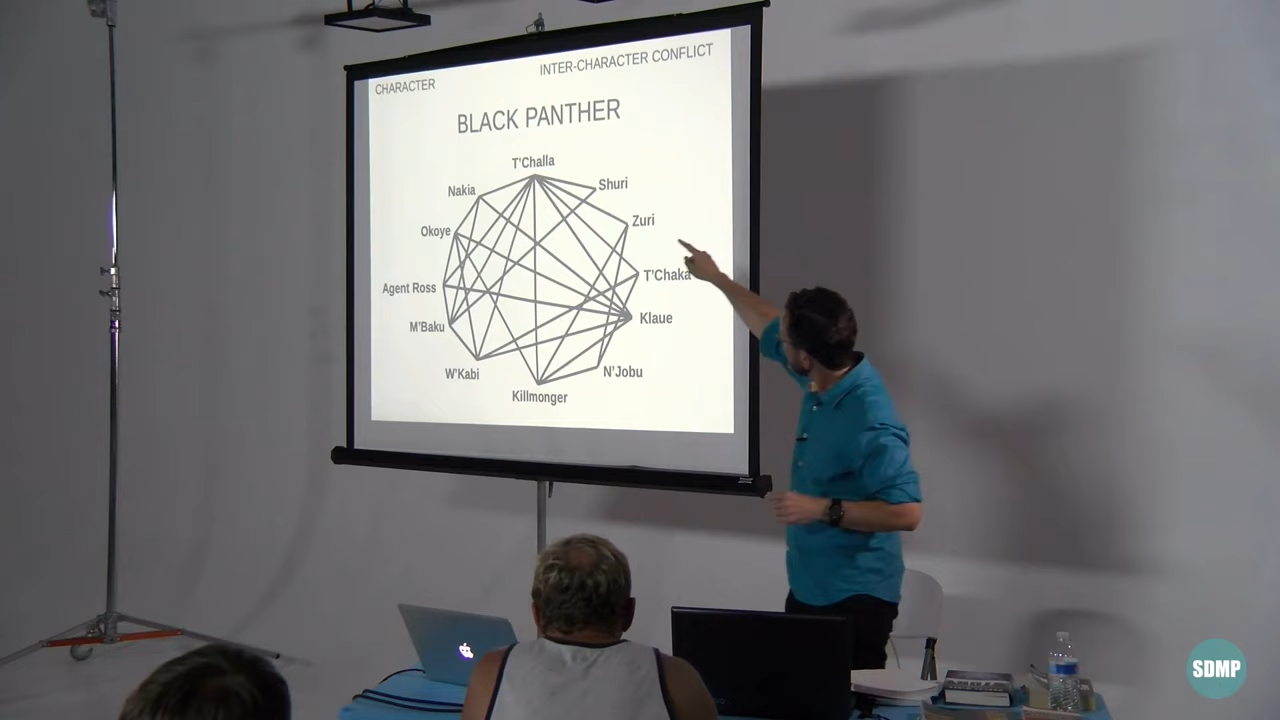 CHARACTER
INTER-CHARACTER CONFLICT
BLACK PANTHER
T'Challa
Nakia
Shuri
Zuri
Okoye
T'Chaka
Agent Ross
Klaue
M'Baku
W'Kabi
N'Jobu
Killmonger
SDMP